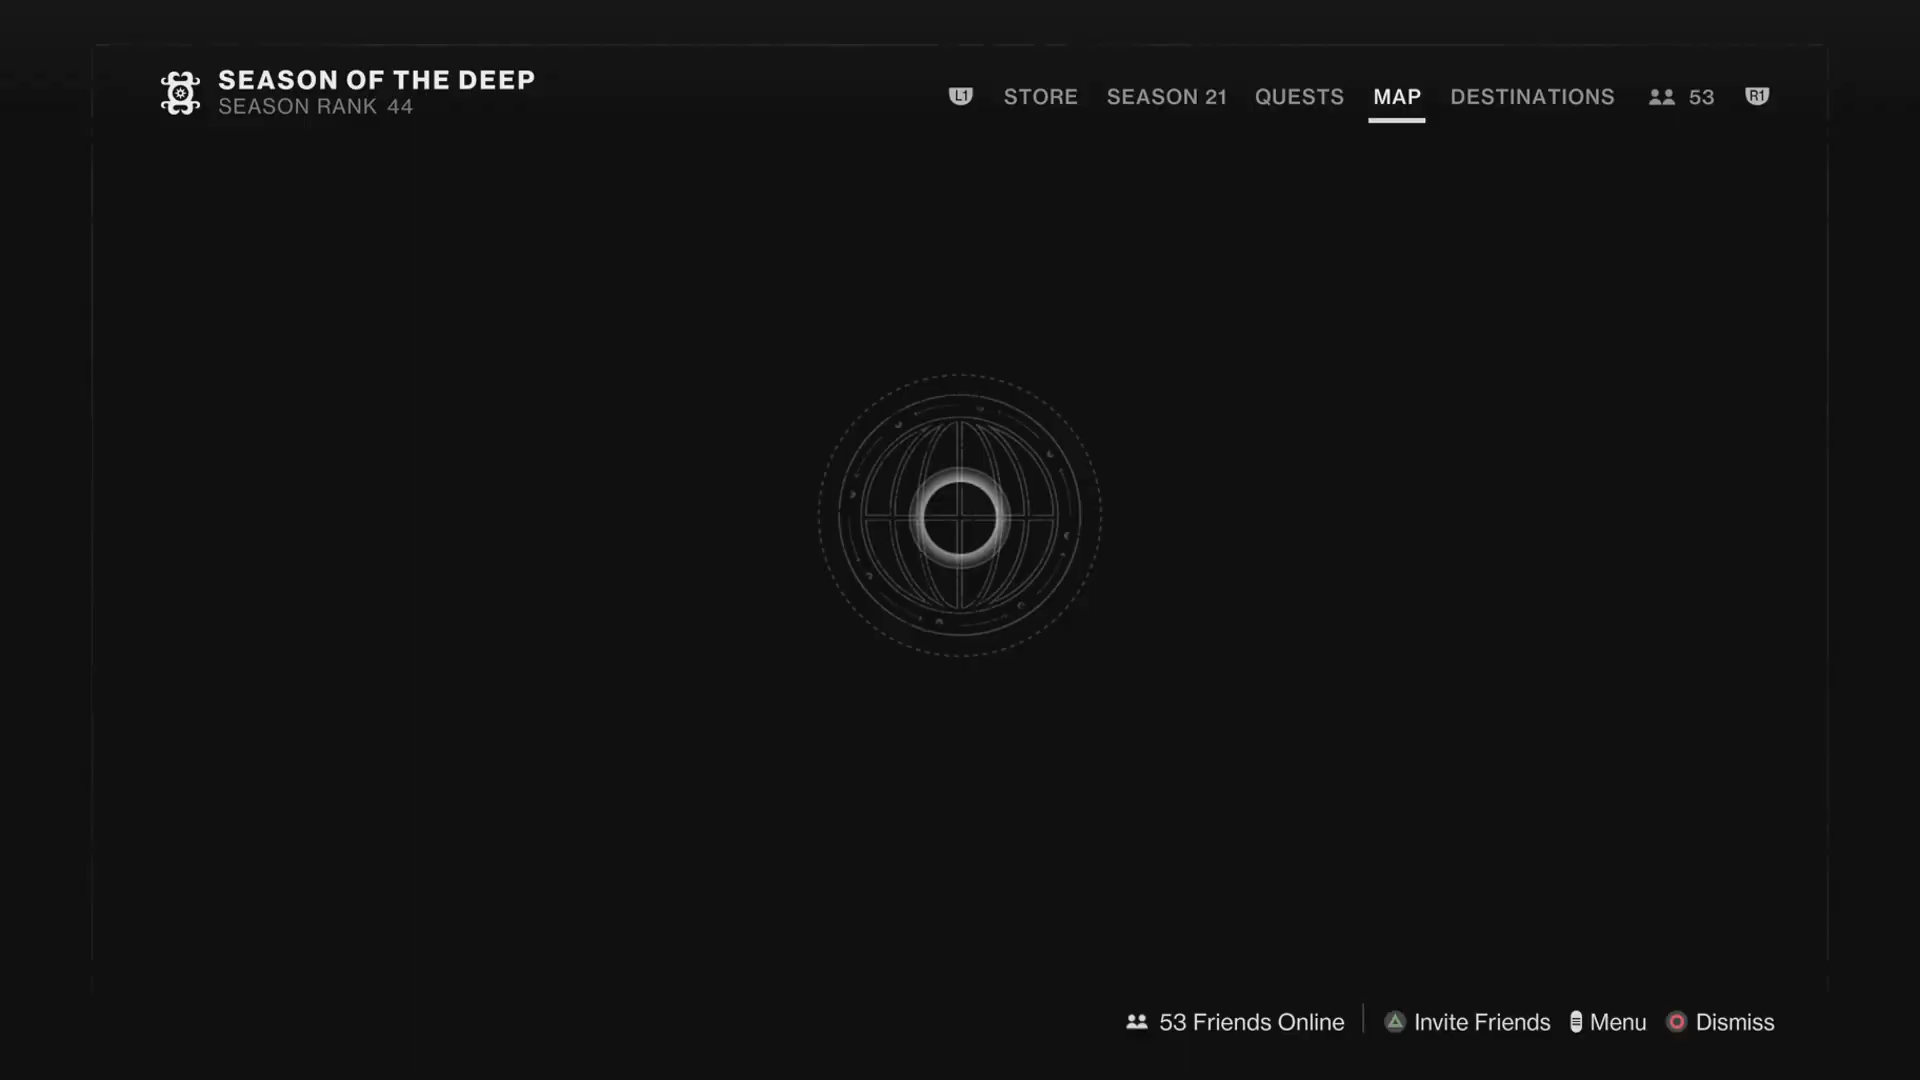 SEASON OF THE DEEP
SEASON RANK 44
L1 STORE SEASON 21 QUESTS MAP DESTINATIONS 53 R1
53 Friends Online Invite Friends Menu Dismiss